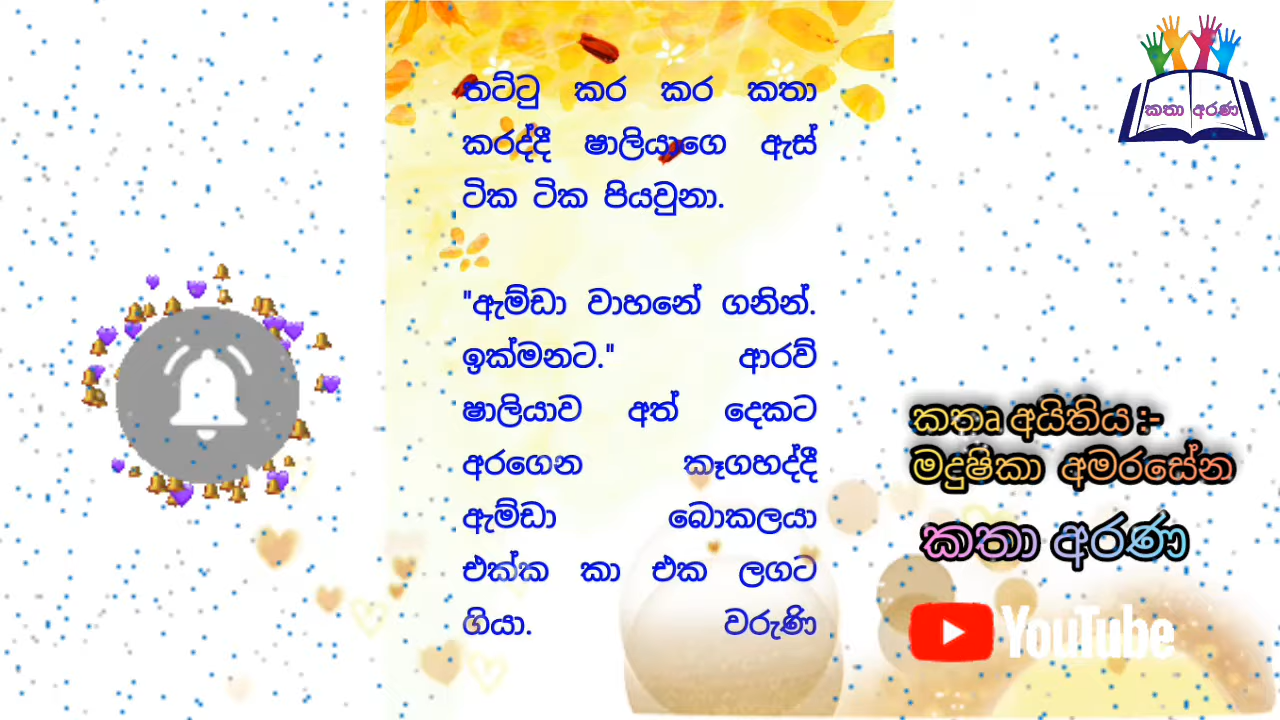 තට්ටු කර කර කතා
කරද්දී ෂාලියාගෙ ඇස්
ටික ටික පියවුනා.
"ඇම්ඩා වාහනේ ගනින්.
ඉක්මනට." ආරව්
ෂාලියාව අත් දෙකට
අරගෙන කෑගහද්දී
ඇම්ඩා බොකලයා
එක්ක කා එක ලගට
ගියා. වරුණි
කතා අරණ
කතෘ අයිතිය :-
මදුෂිකා අමරසේන
කතා අරණ
YouTube